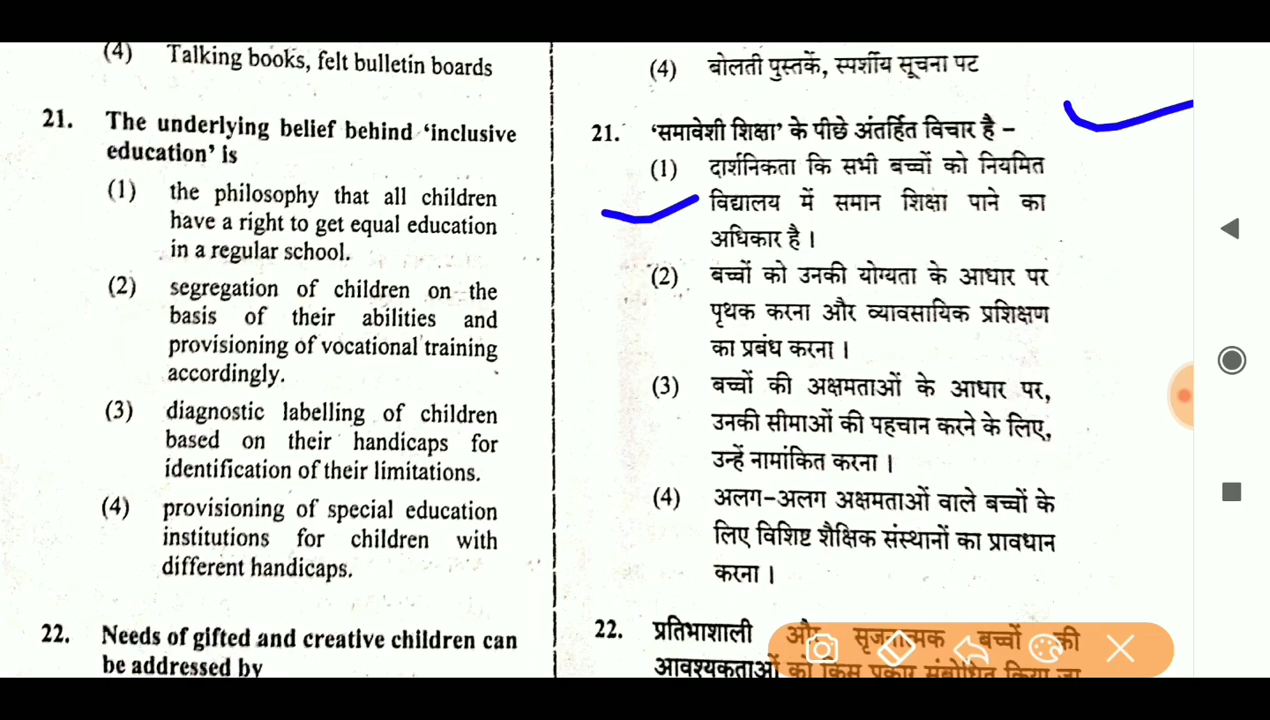 (4) Talking books, felt bulletin boards
21. The underlying belief behind ‘inclusive
education’ is
(1) the philosophy that all children
have a right to get equal education
in a regular school.
(2) segregation of children on the
basis of their abilities and
provisioning of vocational training
accordingly.
(3) diagnostic labelling of children
based on their handicaps for
identification of their limitations.
(4) provisioning of special education
institutions for children with
different handicaps.
22. Needs of gifted and creative children can
be addressed by
(4) बोलती पुस्तकें, स्पर्शीय सूचना पट
21. ‘समावेशी शिक्षा’ के पीछे अंतर्हित विचार है –
(1) दार्शनिकता कि सभी बच्चों को नियमित
विद्यालय में समान शिक्षा पाने का
अधिकार है ।
(2) बच्चों को उनकी योग्यता के आधार पर
पृथक करना और व्यावसायिक प्रशिक्षण
का प्रबंध करना ।
(3) बच्चों की अक्षमताओं के आधार पर,
उनकी सीमाओं की पहचान करने के लिए,
उन्हें नामांकित करना ।
(4) अलग-अलग अक्षमताओं वाले बच्चों के
लिए विशिष्ट शैक्षिक संस्थानों का प्रावधान
करना ।
22. प्रतिभाशाली और सृजनात्मक बच्चों की
आवश्यकताओं को किस प्रकार संबोधित किया जा